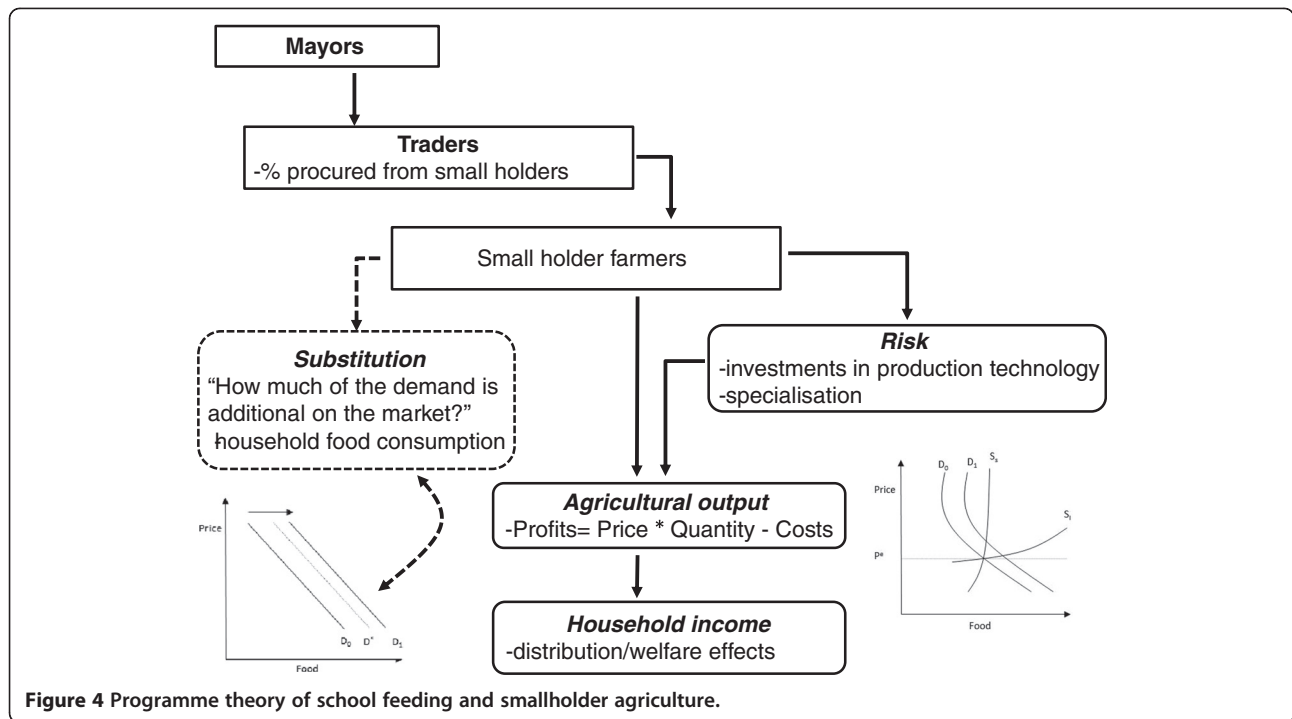 Mayors
Traders
-% procured from small holders
Small holder farmers
Substitution
“How much of the demand is
additional on the market?”
-household food consumption
Risk
-investments in production technology
-specialisation
Agricultural output
-Profits= Price * Quantity - Costs
Household income
-distribution/welfare effects
Price
D0 D* D1
Food
D0 D1 Ss
Price
Sl
P*
Food
Figure 4 Programme theory of school feeding and smallholder agriculture.